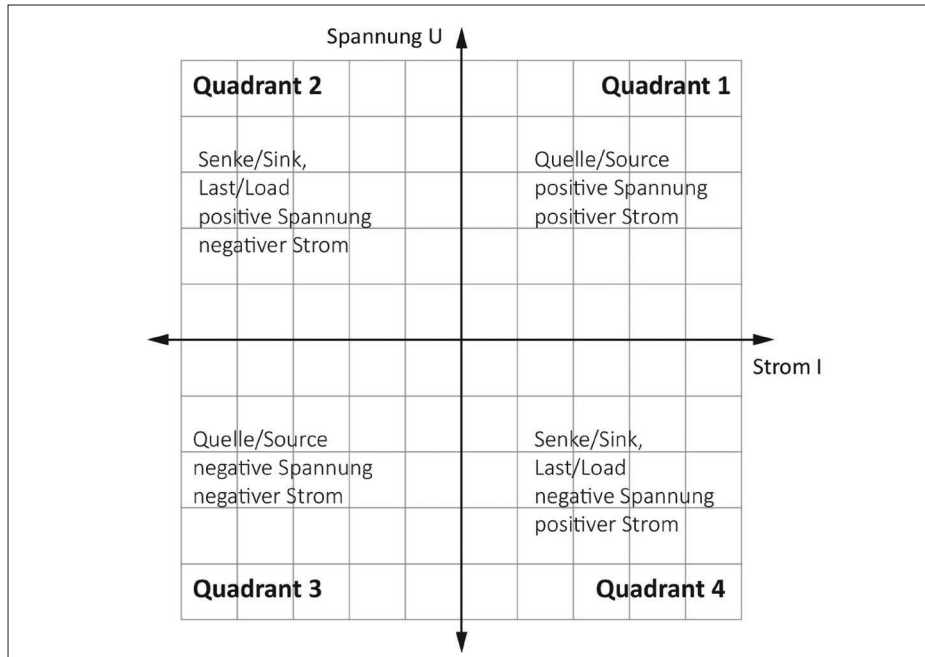 Spannung U
Quadrant 2
Quadrant 1
Senke/Sink,
Last/Load
positive Spannung
negativer Strom
Quelle/Source
positive Spannung
positiver Strom
Strom I
Quelle/Source
negative Spannung
negativer Strom
Senke/Sink,
Last/Load
negative Spannung
positiver Strom
Quadrant 3
Quadrant 4